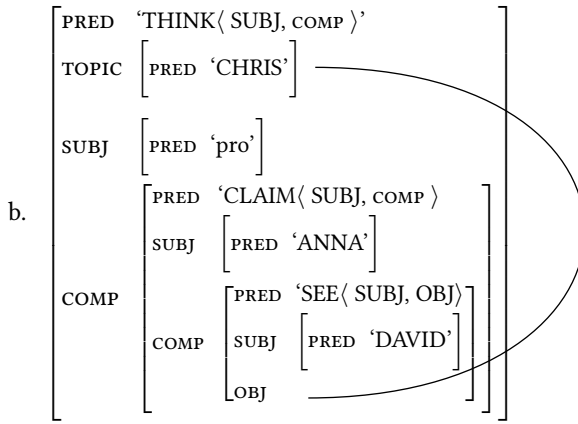 PRED ‘THINK⟨ SUBJ, COMP ⟩’
TOPIC [PRED ‘CHRIS’]
SUBJ [PRED ‘pro’]
b.
PRED ‘CLAIM⟨ SUBJ, COMP ⟩
SUBJ [PRED ‘ANNA’]
COMP
PRED ‘SEE⟨ SUBJ, OBJ⟩
COMP SUBJ [PRED ‘DAVID’]
OBJ